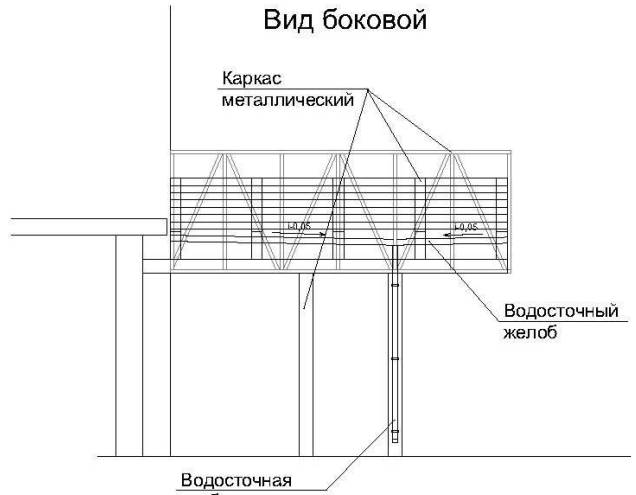 Вид боковой
Каркас
металлический
i-0,05
i-0,05
Водосточный
желоб
Водосточная